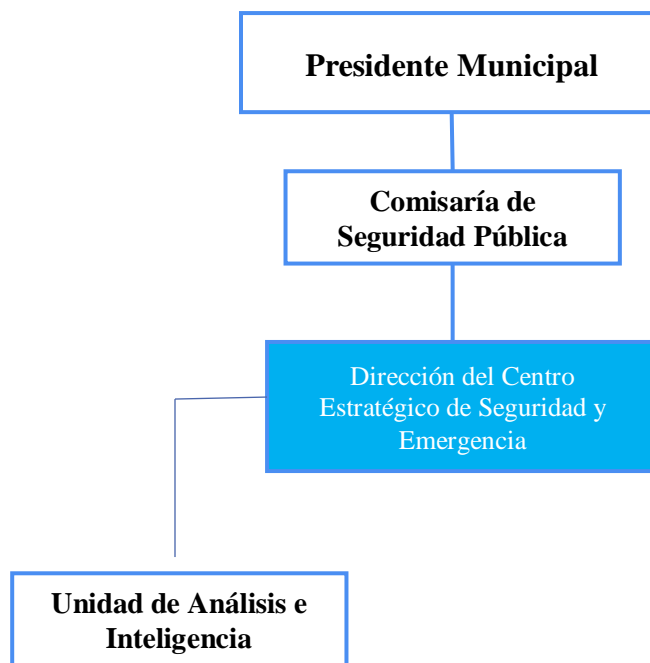 Presidente Municipal
Comisaría de
Seguridad Pública
Dirección del Centro
Estratégico de Seguridad y
Emergencia
Unidad de Análisis e
Inteligencia